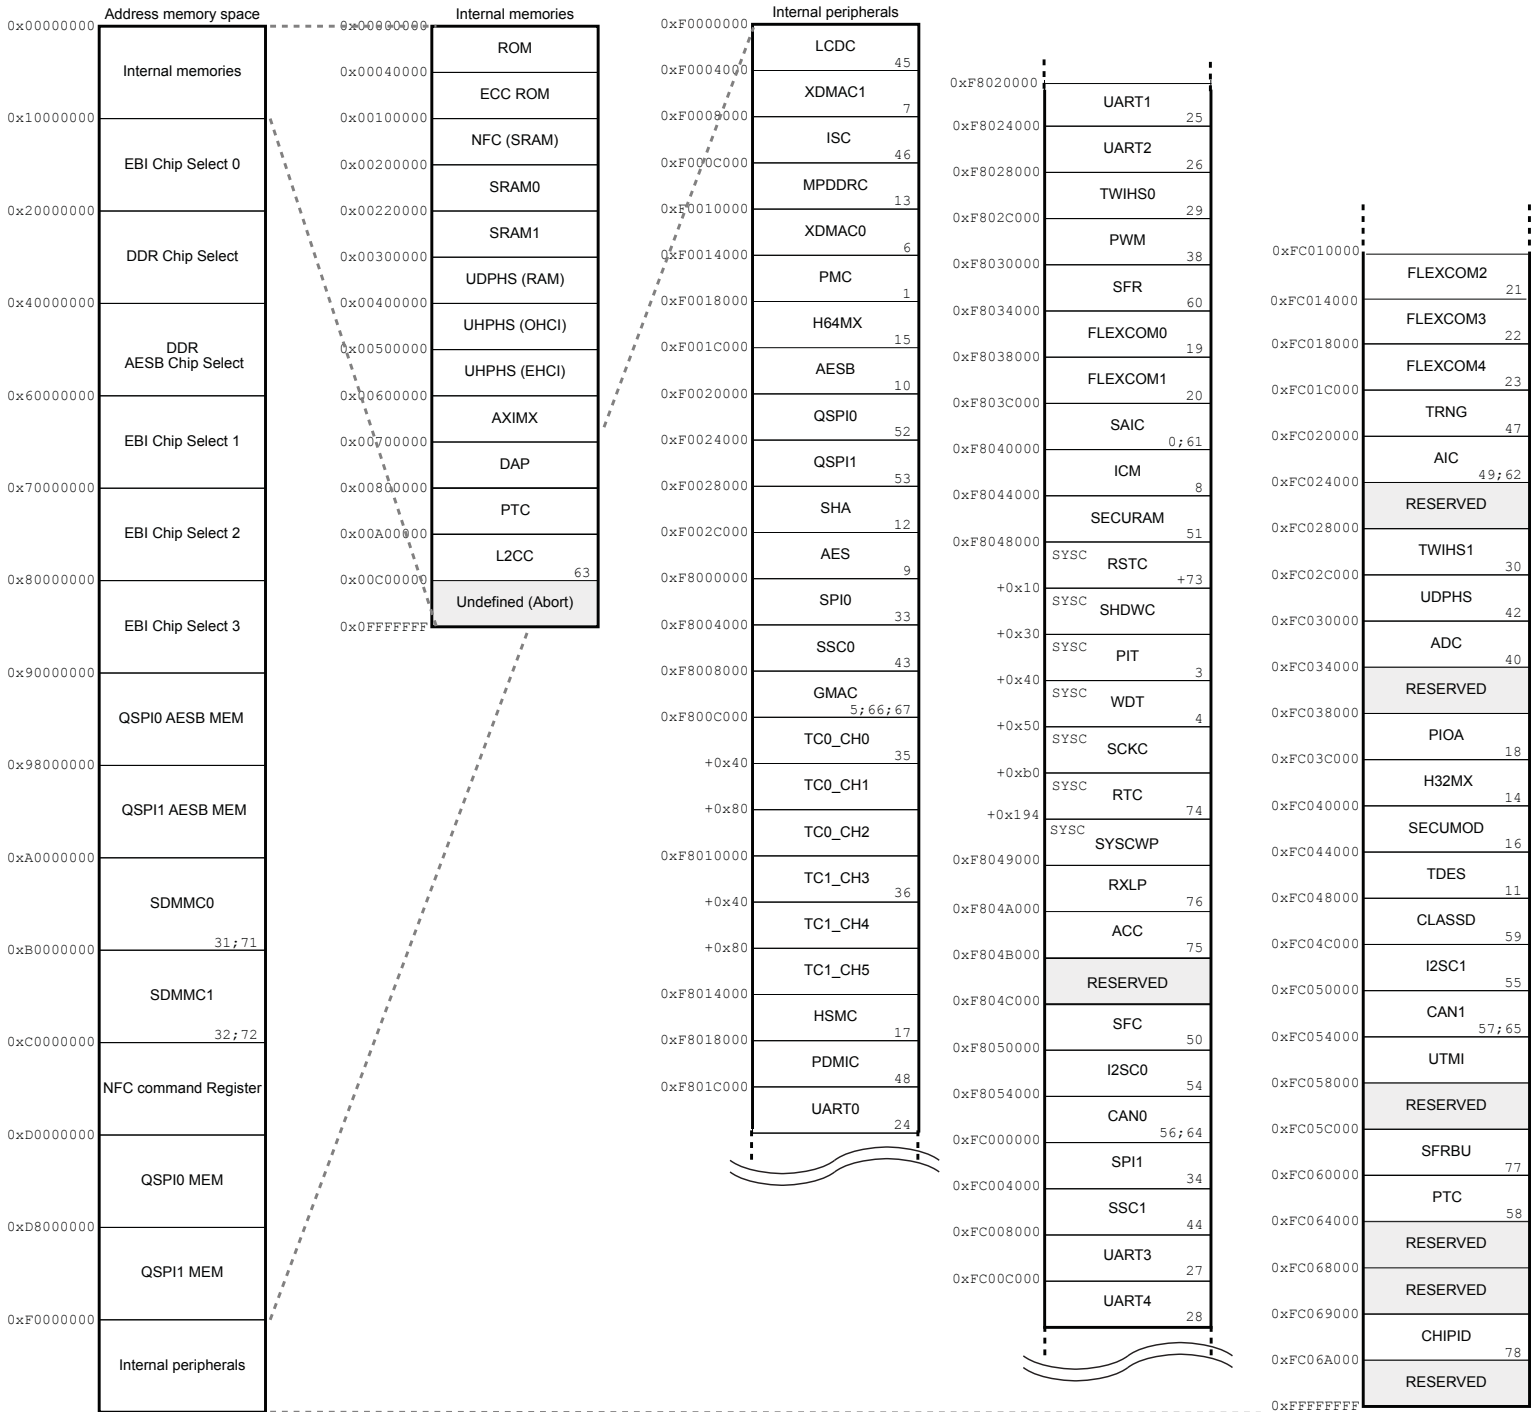 Address memory space
0x00000000
Internal memories
0x10000000
EBI Chip Select 0
0x20000000
DDR Chip Select
0x40000000
DDR
AESB Chip Select
0x60000000
EBI Chip Select 1
0x70000000
EBI Chip Select 2
0x80000000
EBI Chip Select 3
0x90000000
QSPI0 AESB MEM
0x98000000
QSPI1 AESB MEM
0xA0000000
SDMMC0
31;71
0xB0000000
SDMMC1
32;72
0xC0000000
NFC command Register
0xD0000000
QSPI0 MEM
0xD8000000
QSPI1 MEM
0xF0000000
Internal peripherals
Internal memories
0x00000000
ROM
0x00040000
ECC ROM
0x00100000
NFC (SRAM)
0x00200000
SRAM0
0x00220000
SRAM1
0x00300000
UDPHS (RAM)
0x00400000
UHPHS (OHCI)
0x00500000
UHPHS (EHCI)
0x00600000
AXIMX
0x00700000
DAP
0x00800000
PTC
0x00A00000
L2CC
63
0x00C00000
Undefined (Abort)
0x0FFFFFFF
Internal peripherals
0xF0000000
LCDC
45
0xF0004000
XDMAC1
7
0xF0008000
ISC
46
0xF000C000
MPDDRC
13
0xF0010000
XDMAC0
6
0xF0014000
PMC
1
0xF0018000
H64MX
15
0xF001C000
AESB
10
0xF0020000
QSPI0
52
0xF0024000
QSPI1
53
0xF0028000
SHA
12
0xF002C000
AES
9
0xF8000000
SPI0
33
0xF8004000
SSC0
43
0xF8008000
GMAC
5;66;67
0xF800C000
TC0_CH0
35
+0x40
TC0_CH1
+0x80
TC0_CH2
0xF8010000
TC1_CH3
36
+0x40
TC1_CH4
+0x80
TC1_CH5
0xF8014000
HSMC
17
0xF8018000
PDMIC
48
0xF801C000
UART0
24
0xF8020000
UART1
25
0xF8024000
UART2
26
0xF8028000
TWIHS0
29
0xF802C000
PWM
38
0xF8030000
SFR
60
0xF8034000
FLEXCOM0
19
0xF8038000
FLEXCOM1
20
0xF803C000
SAIC
0;61
0xF8040000
ICM
8
0xF8044000
SECURAM
51
0xF8048000
SYSC
RSTC
+73
+0x10
SYSC
SHDWC
+0x30
SYSC
PIT
3
+0x40
SYSC
WDT
4
+0x50
SYSC
SCKC
+0xb0
SYSC
RTC
74
+0x194
SYSC
SYSCWP
0xF8049000
RXLP
76
0xF804A000
ACC
75
0xF804B000
RESERVED
0xF804C000
SFC
50
0xF8050000
I2SC0
54
0xF8054000
CAN0
56;64
0xFC000000
SPI1
34
0xFC004000
SSC1
44
0xFC008000
UART3
27
0xFC00C000
UART4
28
0xFC010000
FLEXCOM2
21
0xFC014000
FLEXCOM3
22
0xFC018000
FLEXCOM4
23
0xFC01C000
TRNG
47
0xFC020000
AIC
49;62
0xFC024000
RESERVED
0xFC028000
TWIHS1
30
0xFC02C000
UDPHS
42
0xFC030000
ADC
40
0xFC034000
RESERVED
0xFC038000
PIOA
18
0xFC03C000
H32MX
14
0xFC040000
SECUMOD
16
0xFC044000
TDES
11
0xFC048000
CLASSD
59
0xFC04C000
I2SC1
55
0xFC050000
CAN1
57;65
0xFC054000
UTMI
0xFC058000
RESERVED
0xFC05C000
SFRBU
77
0xFC060000
PTC
58
0xFC064000
RESERVED
0xFC068000
RESERVED
0xFC069000
CHIPID
78
0xFC06A000
RESERVED
0xFFFFFFFF